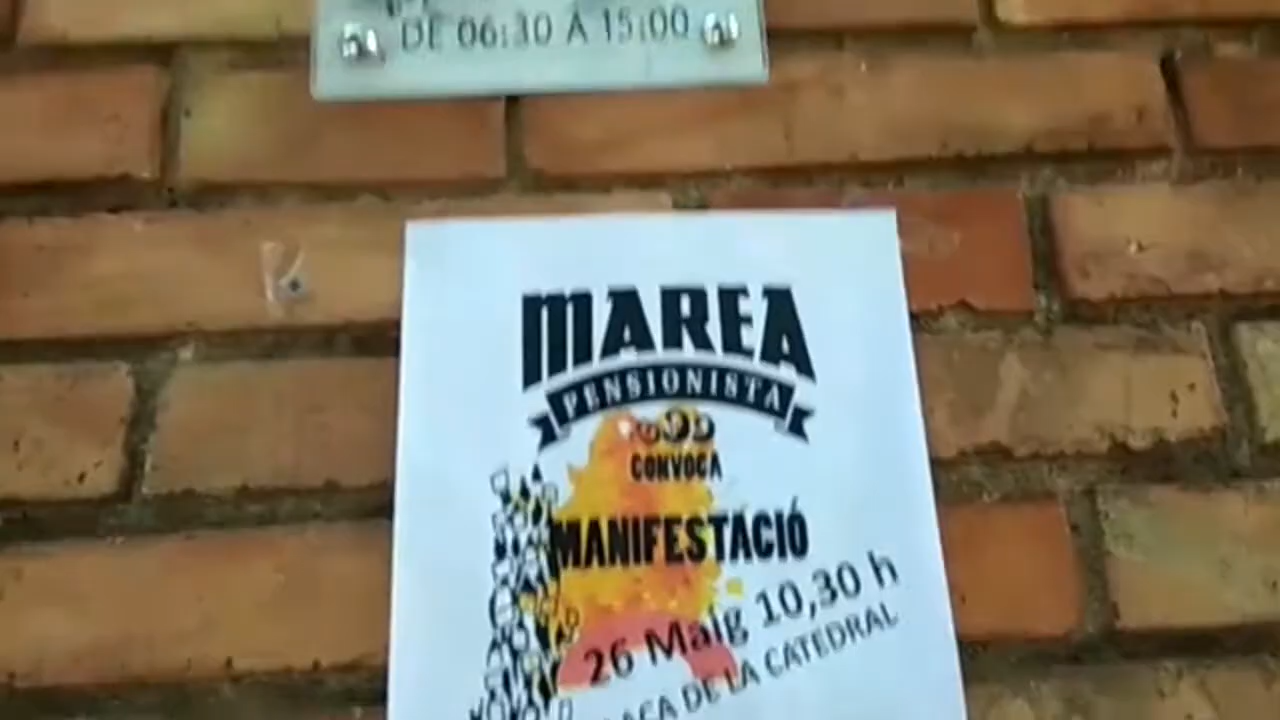 DE 06:30 A 15:00
MAREA
PENSIONISTA
CONVOCA
MANIFESTACIÓ
26 Maig 10,30 h
DE LA CATEDRAL